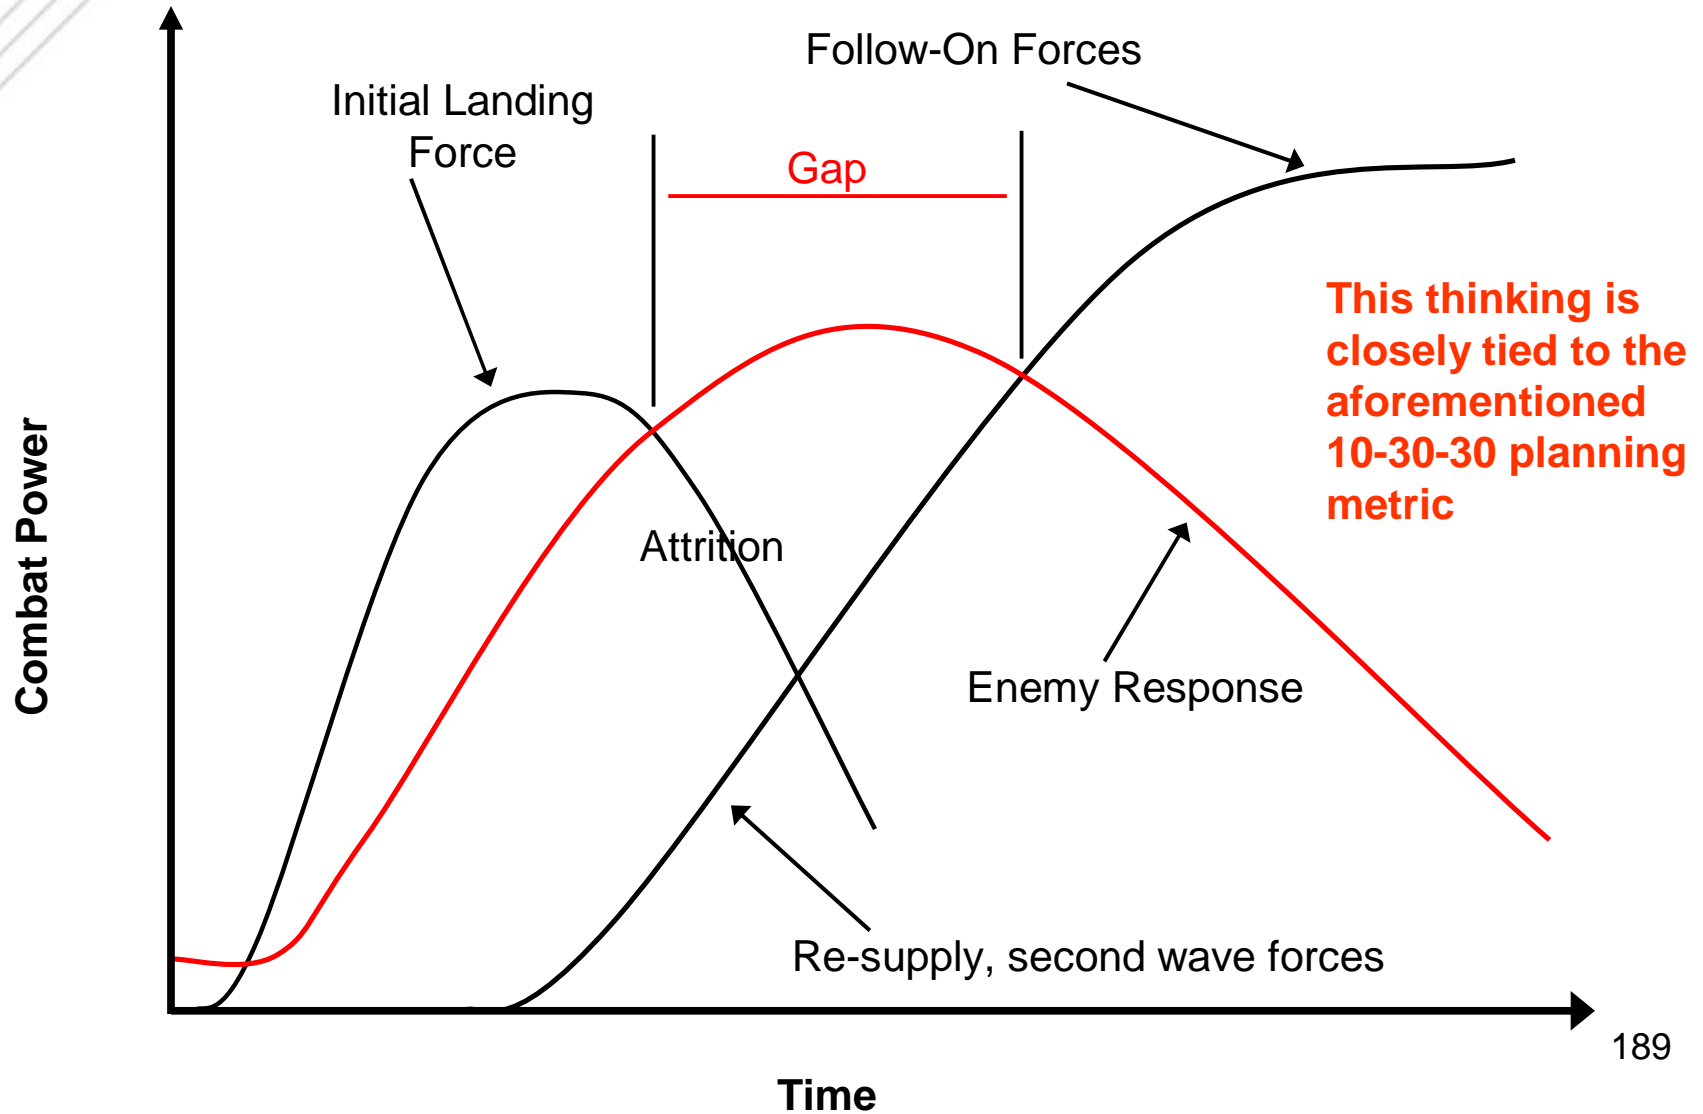 Follow-On Forces
Initial Landing
Force
Gap
This thinking is
closely tied to the
aforementioned
10-30-30 planning
metric
Combat Power
Attrition
Enemy Response
Re-supply, second wave forces
189
Time